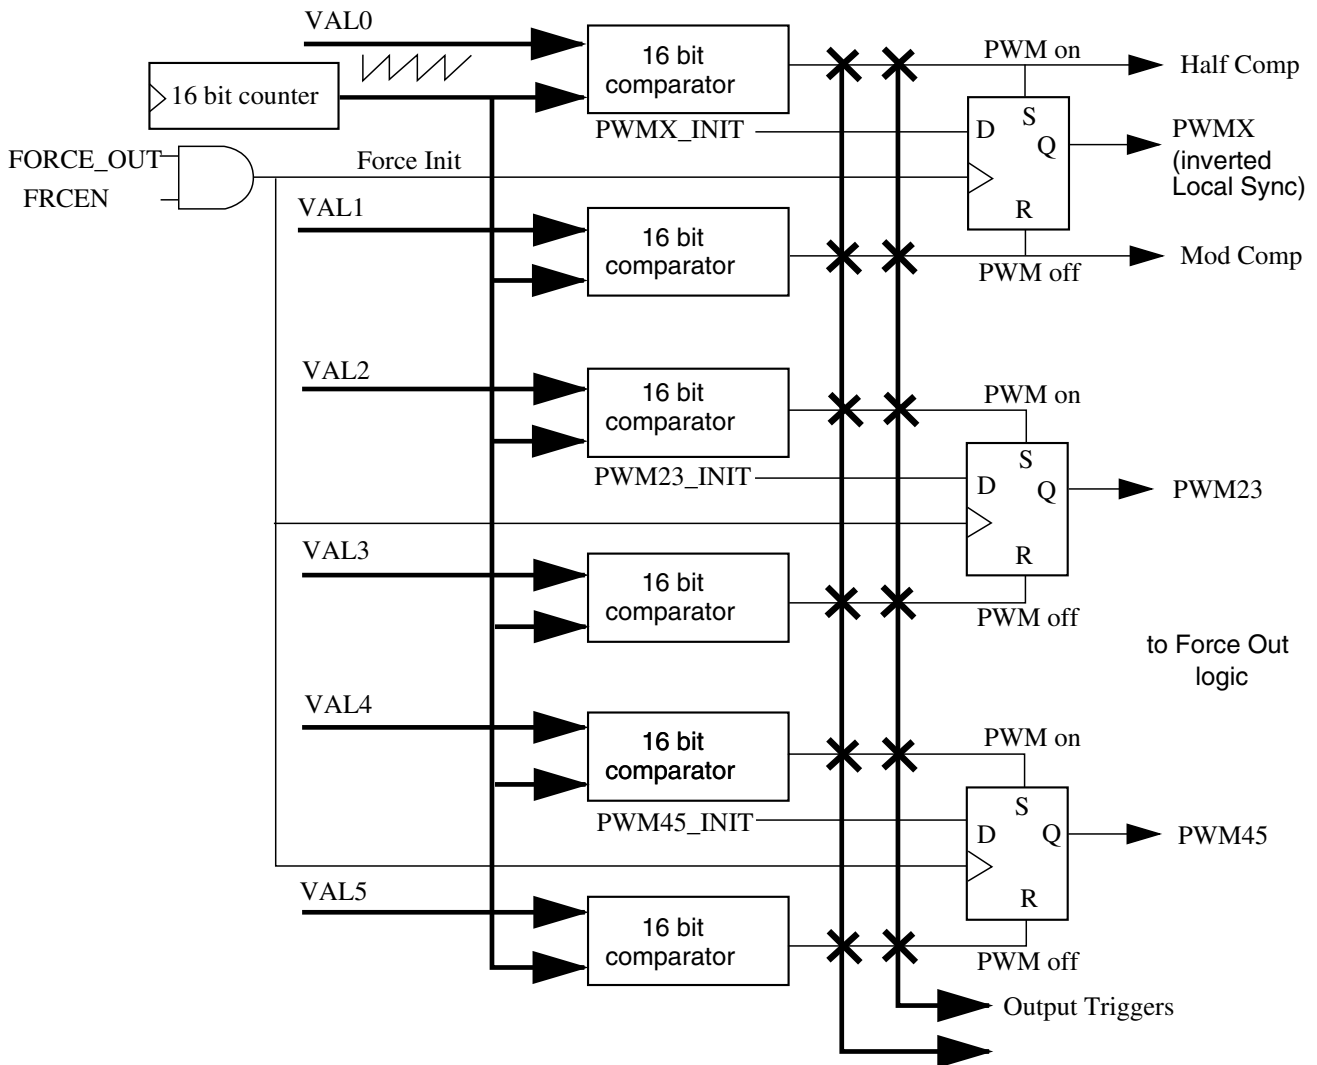 VAL0
16 bit counter
16 bit
comparator
PWM on
Half Comp
PWMX_INIT
D
S
Q
R
PWMX
(inverted
Local Sync)
FORCE_OUT
FRCEN
Force Init
VAL1
16 bit
comparator
PWM off
Mod Comp
VAL2
16 bit
comparator
PWM on
PWM23_INIT
D
S
Q
R
PWM23
VAL3
16 bit
comparator
PWM off
to Force Out
logic
VAL4
16 bit
comparator
PWM on
PWM45_INIT
D
S
Q
R
PWM45
VAL5
16 bit
comparator
PWM off
Output Triggers